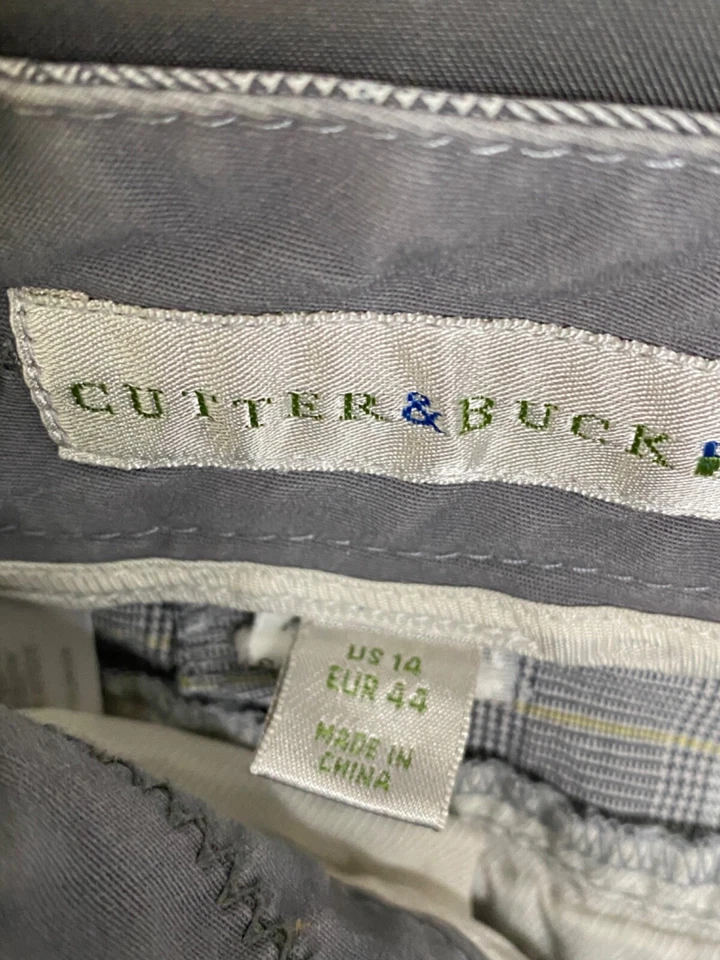 CUTTER & BUCK
US 14
EUR 44
MADE IN
CHINA